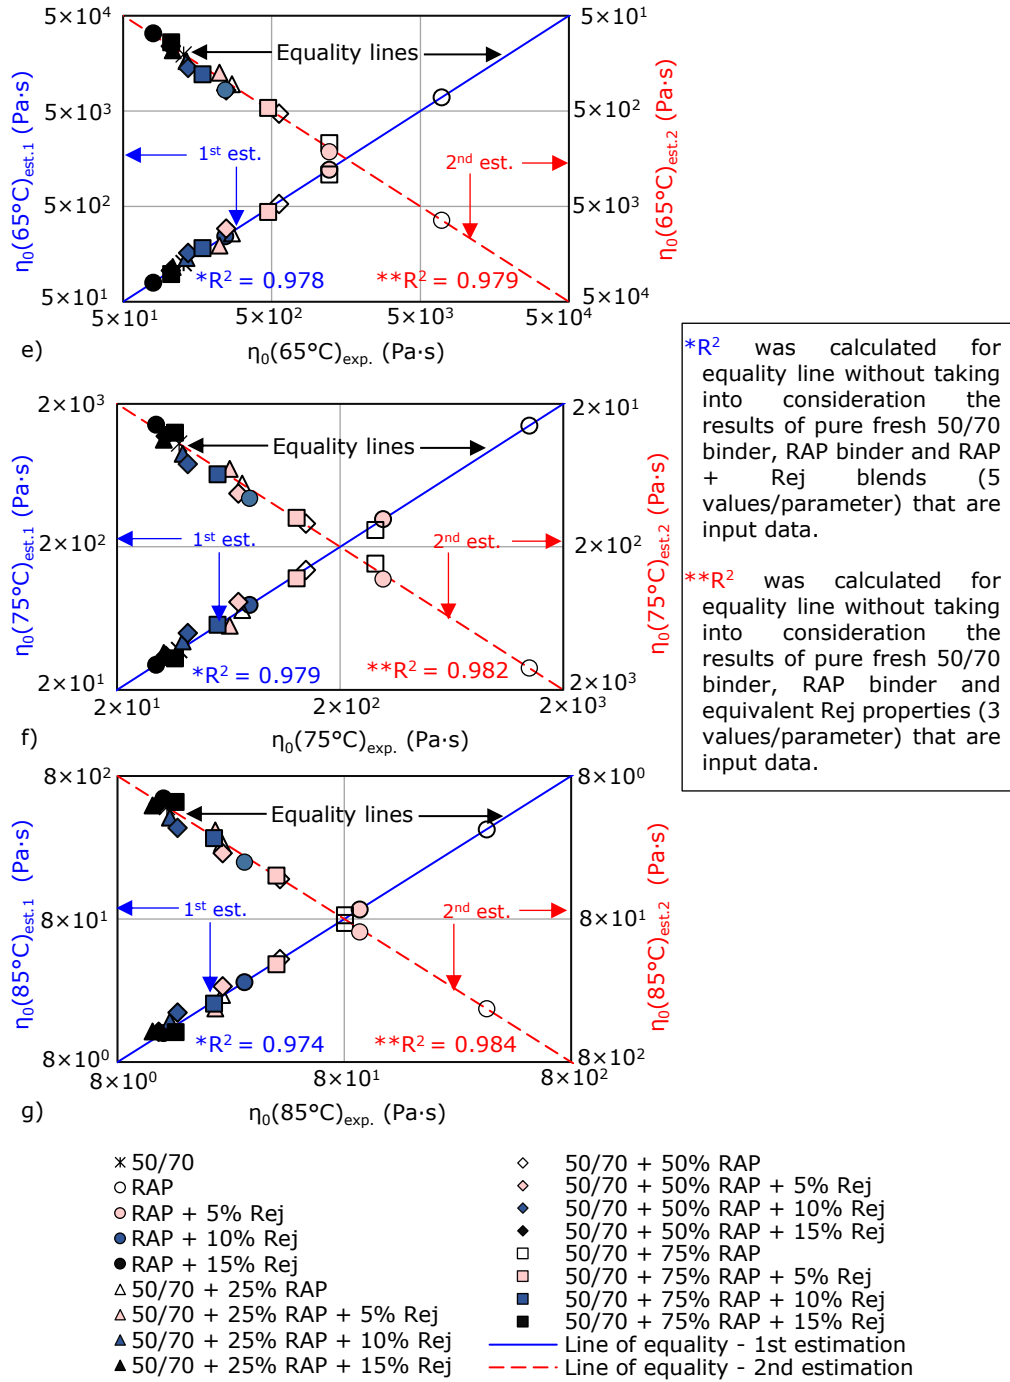 5×10⁴
5×10¹
Equality lines
η₀(65°C)est.1 (Pa·s)
5×10³
5×10²
η₀(65°C)est.2 (Pa·s)
1st est.
2nd est.
5×10²
5×10³
*R² = 0.978
**R² = 0.979
5×10¹
5×10⁴
5×10¹
5×10²
5×10³
5×10⁴
e)
η₀(65°C)exp. (Pa·s)
2×10³
2×10¹
Equality lines
η₀(75°C)est.1 (Pa·s)
η₀(75°C)est.2 (Pa·s)
1st est.
2nd est.
2×10²
2×10²
*R² = 0.979
**R² = 0.982
2×10¹
2×10³
2×10¹
2×10²
2×10³
f)
η₀(75°C)exp. (Pa·s)
8×10²
8×10⁰
Equality lines
η₀(85°C)est.1 (Pa·s)
η₀(85°C)est.2 (Pa·s)
1st est.
2nd est.
8×10¹
8×10¹
*R² = 0.974
**R² = 0.984
8×10⁰
8×10²
8×10⁰
8×10¹
8×10²
g)
η₀(85°C)exp. (Pa·s)
*R² was calculated for
equality line without taking
into consideration the
results of pure fresh 50/70
binder, RAP binder and RAP
+ Rej blends (5
values/parameter) that are
input data.
**R² was calculated for
equality line without taking
into consideration the
results of pure fresh 50/70
binder, RAP binder and
equivalent Rej properties (3
values/parameter) that are
input data.
50/70
RAP
RAP + 5% Rej
RAP + 10% Rej
RAP + 15% Rej
50/70 + 25% RAP
50/70 + 25% RAP + 5% Rej
50/70 + 25% RAP + 10% Rej
50/70 + 25% RAP + 15% Rej
50/70 + 50% RAP
50/70 + 50% RAP + 5% Rej
50/70 + 50% RAP + 10% Rej
50/70 + 50% RAP + 15% Rej
50/70 + 75% RAP
50/70 + 75% RAP + 5% Rej
50/70 + 75% RAP + 10% Rej
50/70 + 75% RAP + 15% Rej
Line of equality - 1st estimation
Line of equality - 2nd estimation